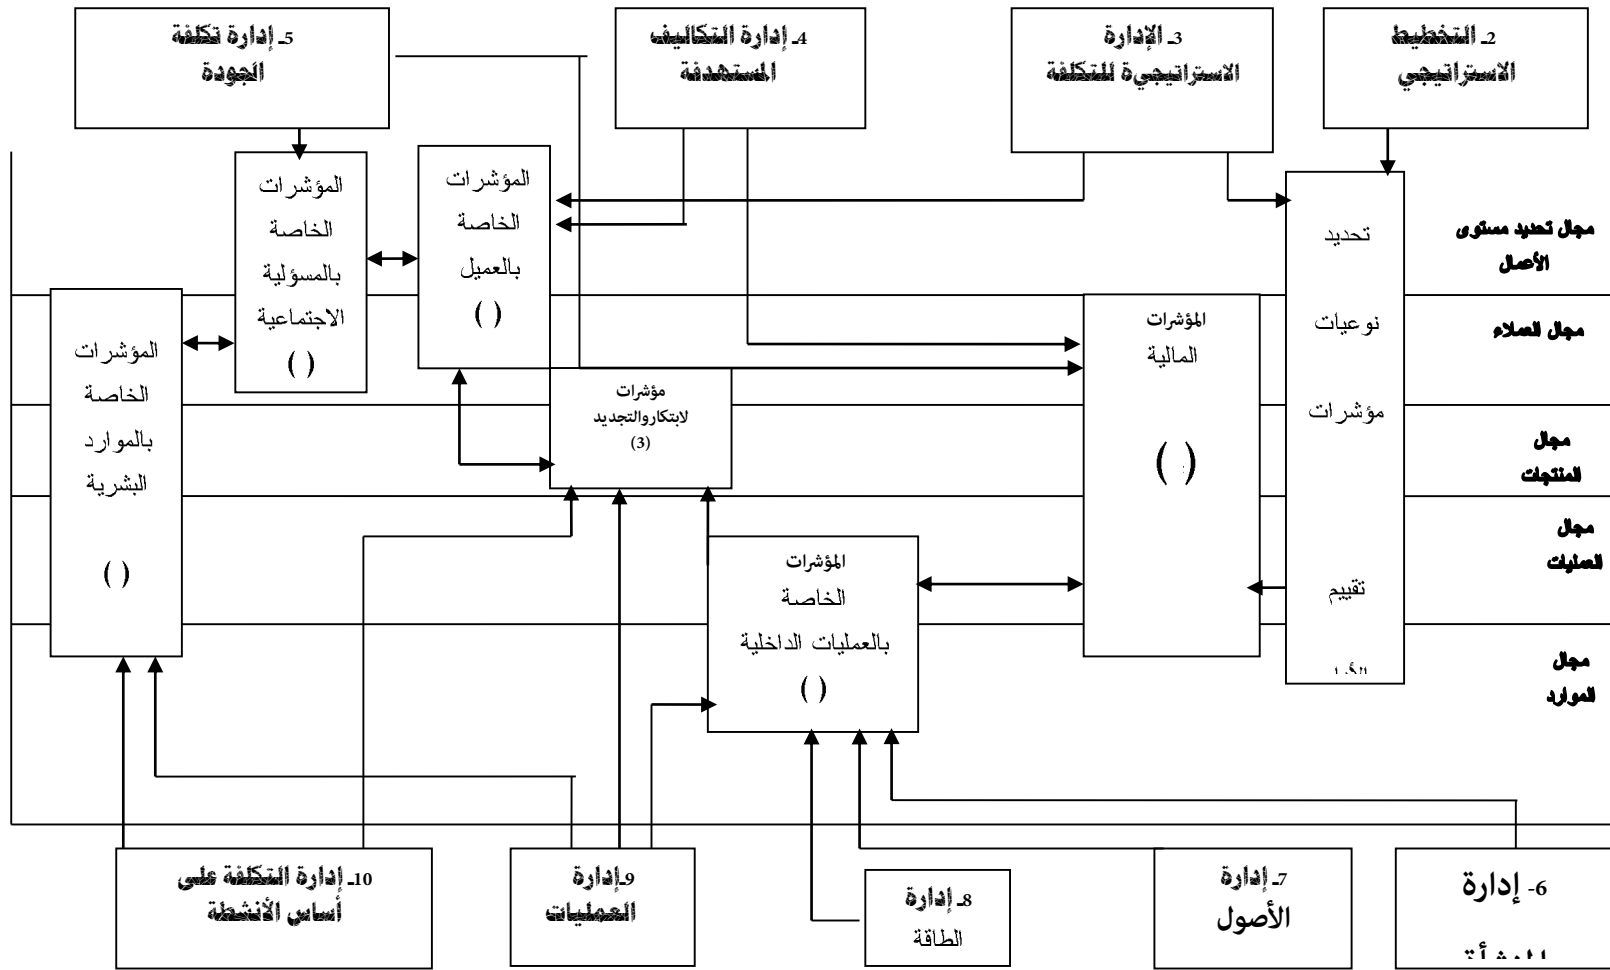 2ـ التخطيط
الاستراتيجي
3ـ الإدارة
الاستراتيجية للتكلفة
4ـ إدارة التكاليف
المستهدفة
5ـ إدارة تكلفة
الجودة
مجال تحديد مستوى
الأعمال
مجال العملاء
مجال
المنتجات
مجال
العمليات
مجال
الموارد
تحديد
نوعيات
مؤشرات
تقييم
المؤشرات
المالية
( )
المؤشرات
الخاصة
بالعميل
( )
المؤشرات
الخاصة
بالمسؤلية
الاجتماعية
( )
المؤشرات
الخاصة
بالموارد
البشرية
( )
مؤشرات
لابتكاروالتجديد
(3)
المؤشرات
الخاصة
بالعمليات الداخلية
( )
6- إدارة
7ـ إدارة
الأصول
8ـ إدارة
الطاقة
9ـإدارة
العمليات
10ـ إدارة التكلفة على
أساس الأنشطة